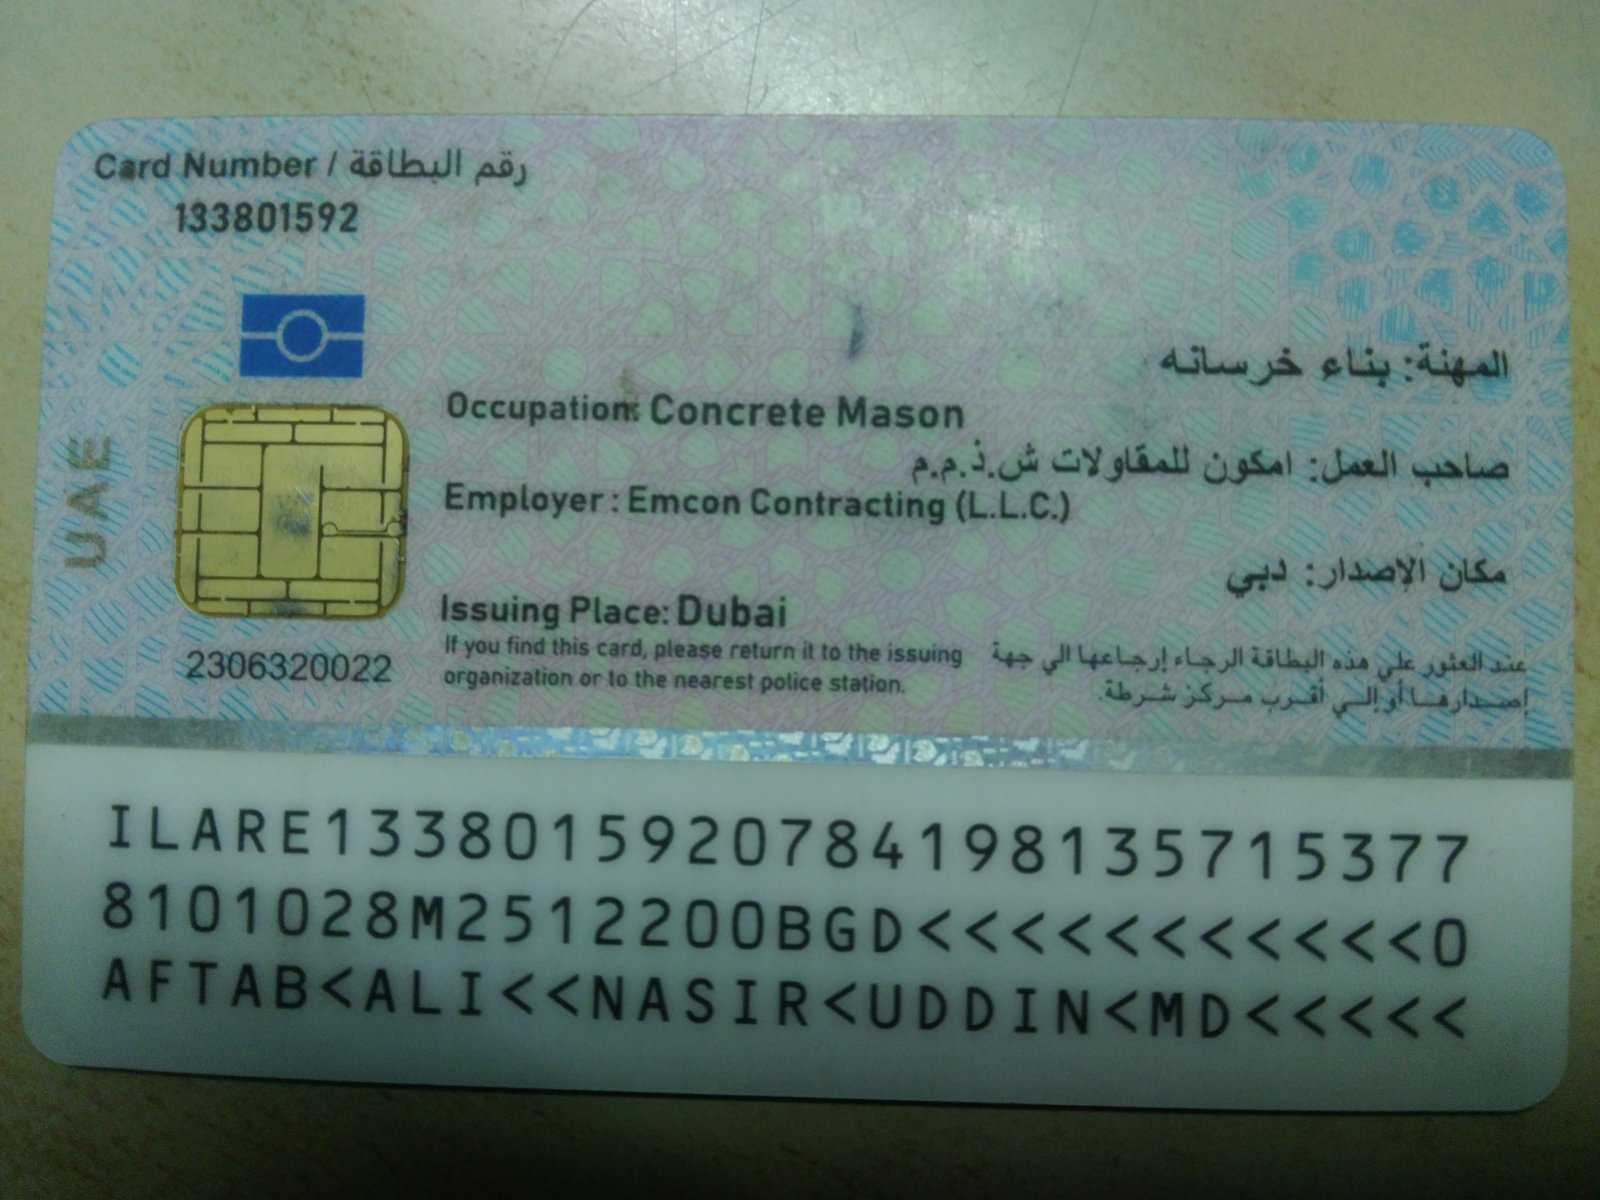 Card Number / رقم البطاقة
133801592
المهنة: بناء خرسانه
Occupation: Concrete Mason
صاحب العمل: امكون للمقاولات ش.ذ.م.م
Employer : Emcon Contracting (L.L.C.)
UAE
مكان الإصدار: دبي
Issuing Place: Dubai
If you find this card, please return it to the issuing
organization or to the nearest police station.
عند العثور علي هذه البطاقة الرجاء إرجاعها الي جهة
إصدارها أو إلي أقرب مركز شرطة.
2306320022
ILARE1338015920784198135715377
8101028M2512200BGD<<<<<<<<<<<0
AFTAB<ALI<<NASIR<UDDIN<MD<<<<<